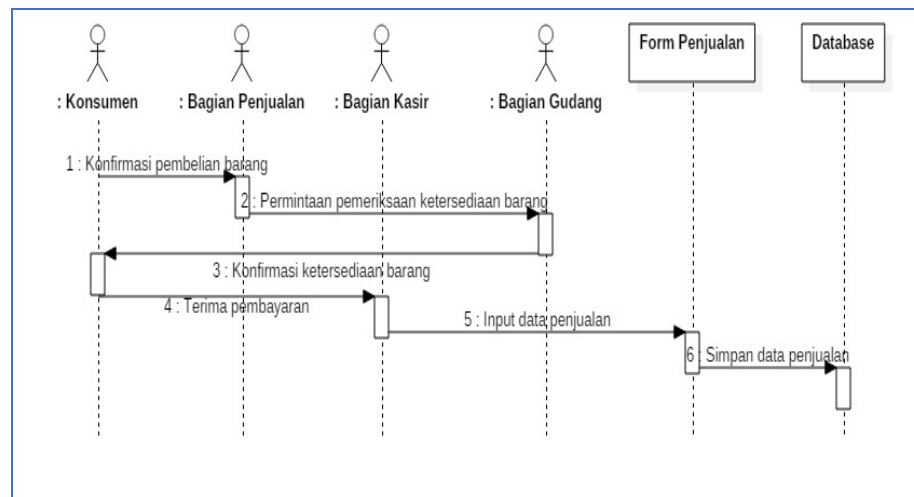 Form Penjualan
Database
: Konsumen
: Bagian Penjualan
: Bagian Kasir
: Bagian Gudang
1 : Konfirmasi pembelian barang
2 : Permintaan pemeriksaan ketersediaan barang
3 : Konfirmasi ketersediaan barang
4 : Terima pembayaran
5 : Input data penjualan
6 : Simpan data penjualan